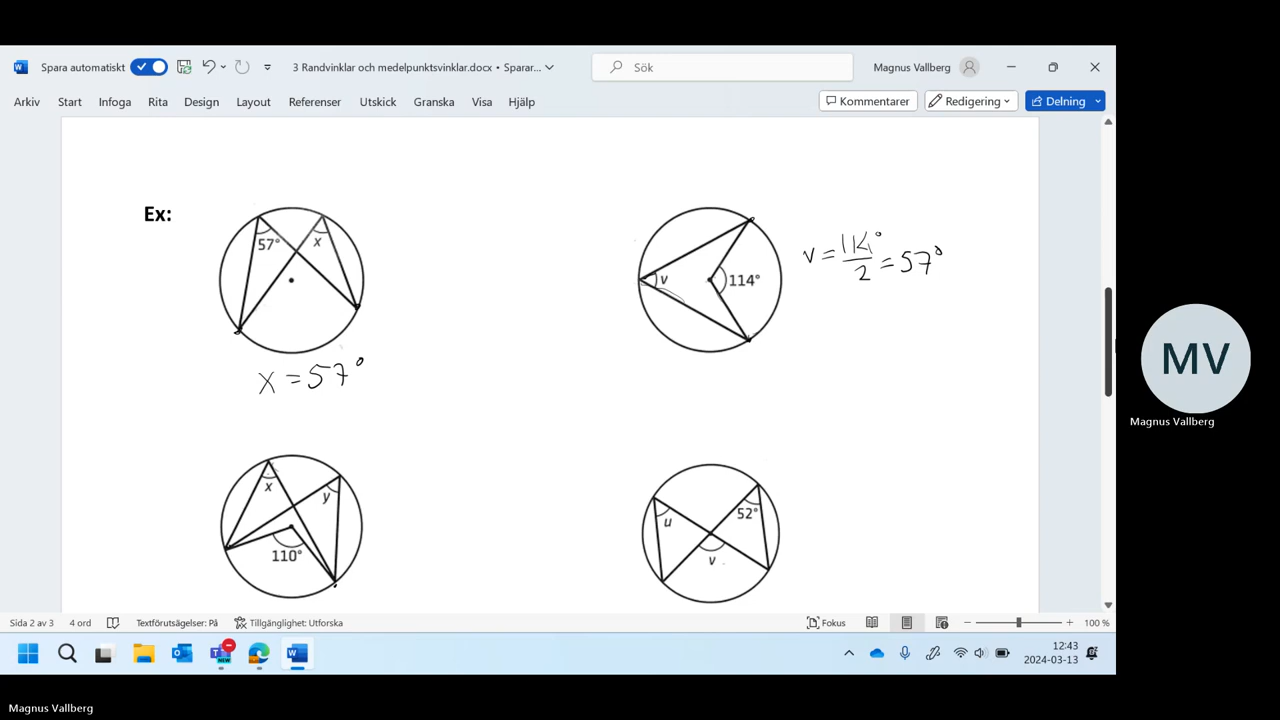 Spara automatiskt
3 Randvinklar och medelpunktsvinklar.docx • Sparar...
Sök
Magnus Vallberg
Arkiv Start Infoga Rita Design Layout Referenser Utskick Granska Visa Hjälp
Kommentarer Redigering Delning
Ex:
57° x
x = 57°
v 114°
v = 114°/2 = 57°
x y
110°
u 52°
v
MV
Magnus Vallberg
Sida 2 av 3 4 ord Textförutsägelser: På Tillgänglighet: Utforska Fokus 100 %
NEW
12:43
2024-03-13
Magnus Vallberg